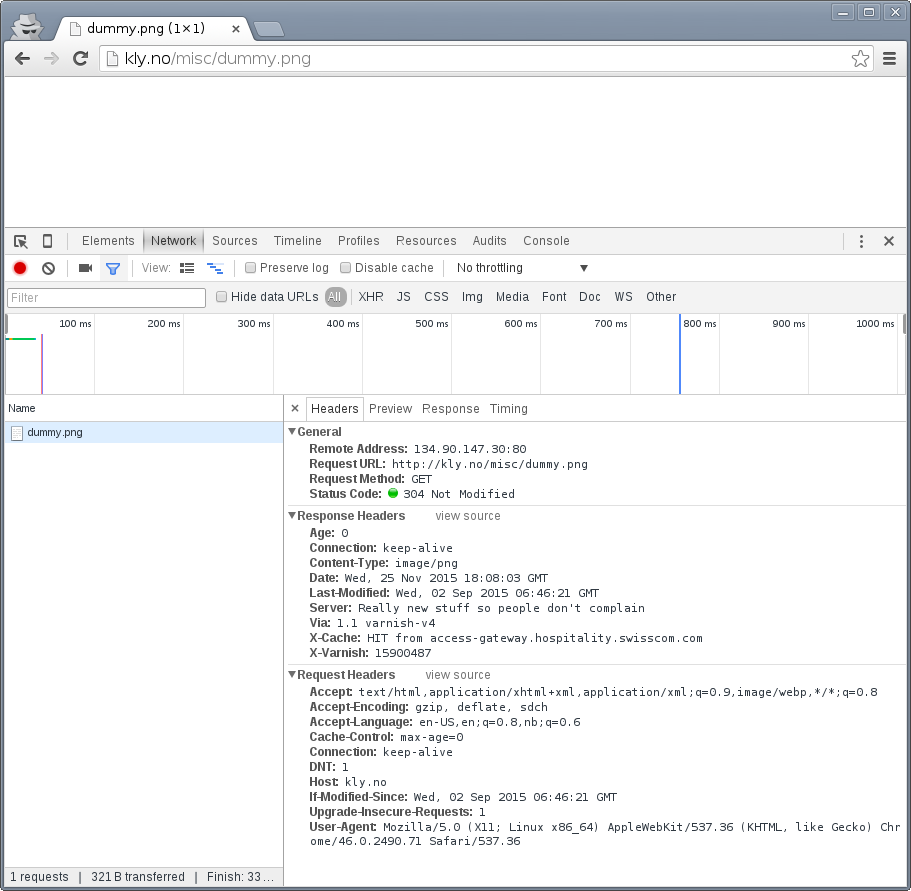 dummy.png (1×1)
kly.no/misc/dummy.png
Elements Network Sources Timeline Profiles Resources Audits Console
View: Preserve log Disable cache No throttling
Filter Hide data URLs All XHR JS CSS Img Media Font Doc WS Other
100 ms 200 ms 300 ms 400 ms 500 ms 600 ms 700 ms 800 ms 900 ms 1000 ms
Name
dummy.png
× Headers Preview Response Timing
General
Remote Address: 134.90.147.30:80
Request URL: http://kly.no/misc/dummy.png
Request Method: GET
Status Code: 304 Not Modified
Response Headers view source
Age: 0
Connection: keep-alive
Content-Type: image/png
Date: Wed, 25 Nov 2015 18:08:03 GMT
Last-Modified: Wed, 02 Sep 2015 06:46:21 GMT
Server: Really new stuff so people don't complain
Via: 1.1 varnish-v4
X-Cache: HIT from access-gateway.hospitality.swisscom.com
X-Varnish: 15900487
Request Headers view source
Accept: text/html,application/xhtml+xml,application/xml;q=0.9,image/webp,*/*;q=0.8
Accept-Encoding: gzip, deflate, sdch
Accept-Language: en-US,en;q=0.8,nb;q=0.6
Cache-Control: max-age=0
Connection: keep-alive
DNT: 1
Host: kly.no
If-Modified-Since: Wed, 02 Sep 2015 06:46:21 GMT
Upgrade-Insecure-Requests: 1
User-Agent: Mozilla/5.0 (X11; Linux x86_64) AppleWebKit/537.36 (KHTML, like Gecko) Chr
ome/46.0.2490.71 Safari/537.36
1 requests | 321 B transferred | Finish: 33...